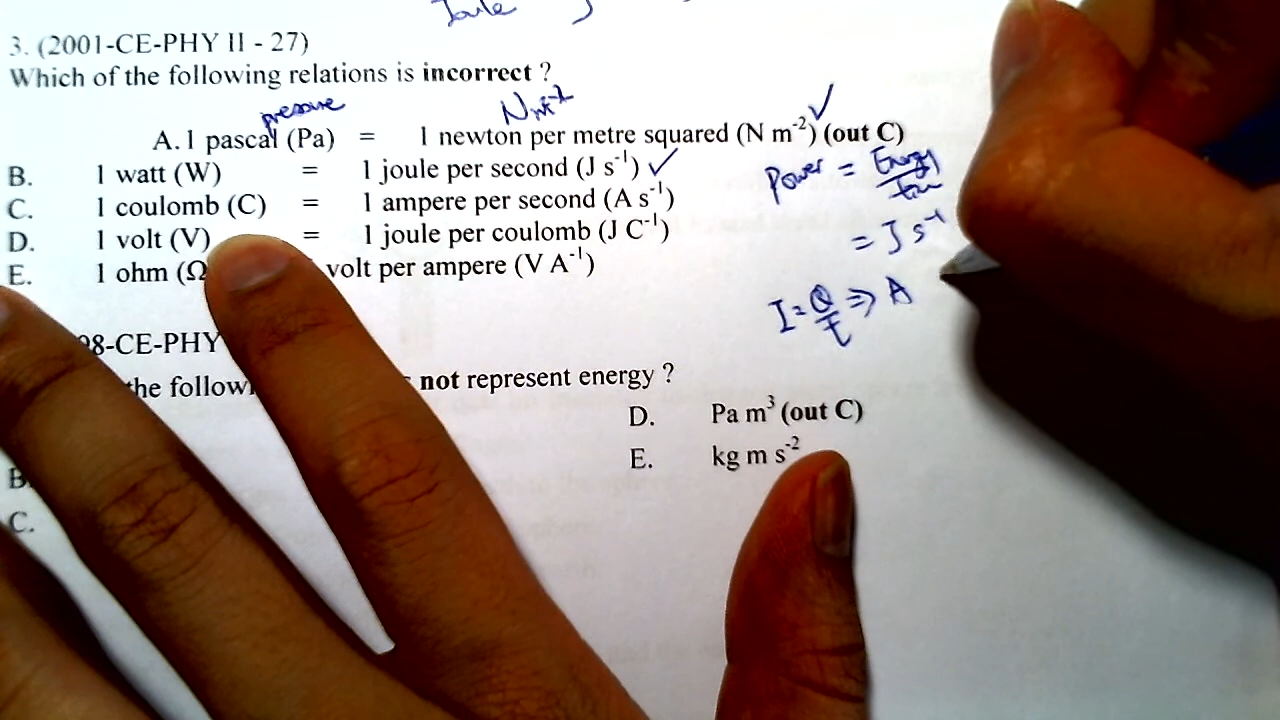 Joule J
3. (2001-CE-PHY II - 27)
Which of the following relations is incorrect ?
pressure
N m⁻²
A. 1 pascal (Pa) = 1 newton per metre squared (N m⁻²) (out C) ✓
B. 1 watt (W) = 1 joule per second (J s⁻¹) ✓
C. 1 coulomb (C) = 1 ampere per second (A s⁻¹)
D. 1 volt (V) = 1 joule per coulomb (J C⁻¹)
E. 1 ohm (Ω volt per ampere (V A⁻¹)
Power = Energy / time
= J s⁻¹
I = Q / t ⇒ A
98-CE-PHY
the follow not represent energy ?
D. Pa m³ (out C)
E. kg m s⁻²
B.
C.